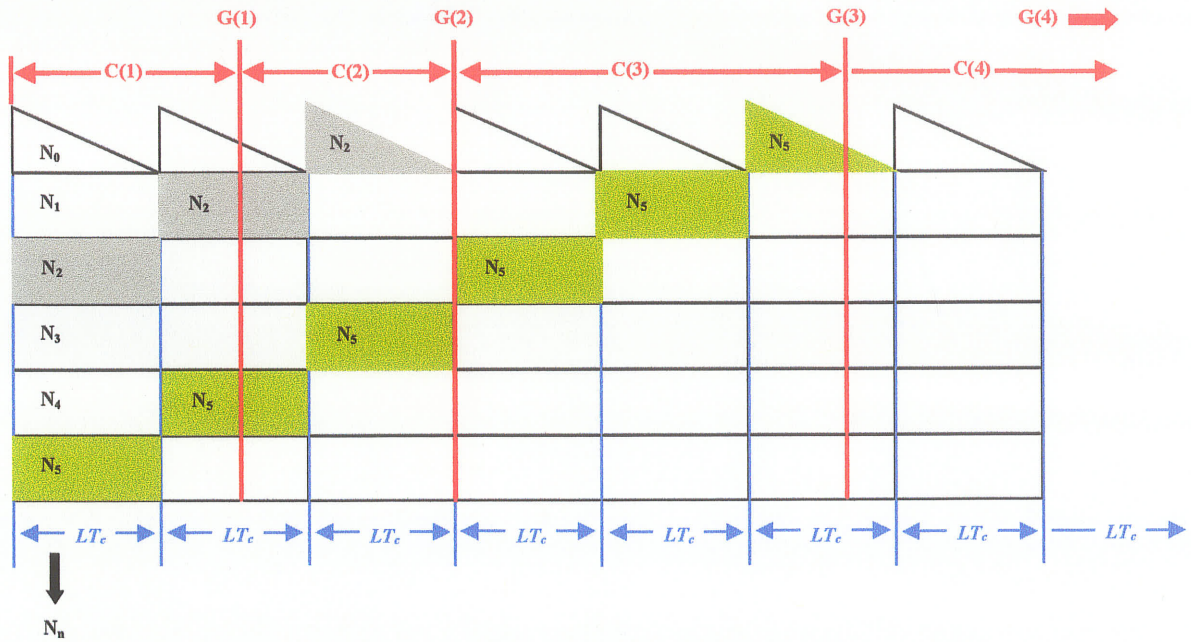 G(1) G(2) G(3) G(4)
C(1) C(2) C(3) C(4)
N₀ N₂ N₅
N₁ N₂ N₅
N₂ N₅
N₃ N₅
N₄ N₅
N₅
LTc LTc LTc LTc LTc LTc LTc LTc
Nn